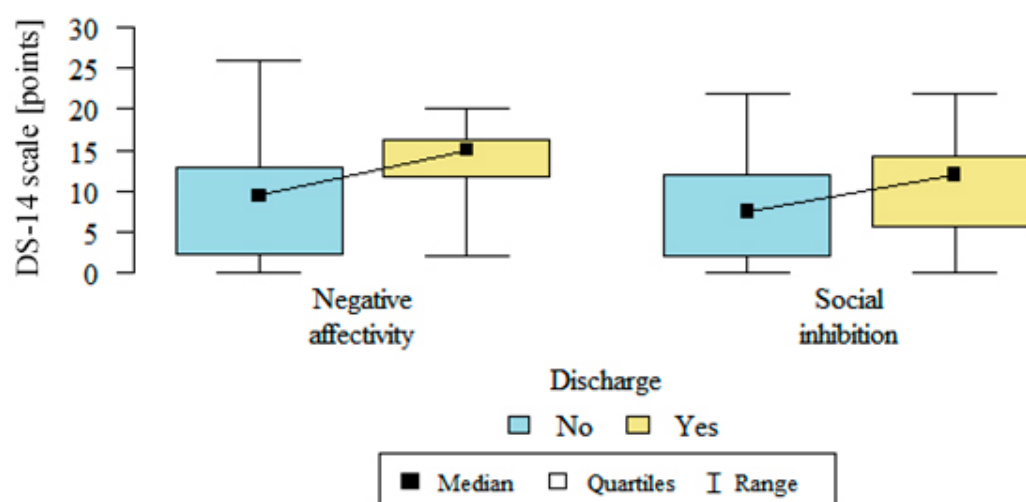 DS-14 scale [points]
30
25
20
15
10
5
0
Negative
affectivity
Social
inhibition
Discharge
No Yes
Median Quartiles Range